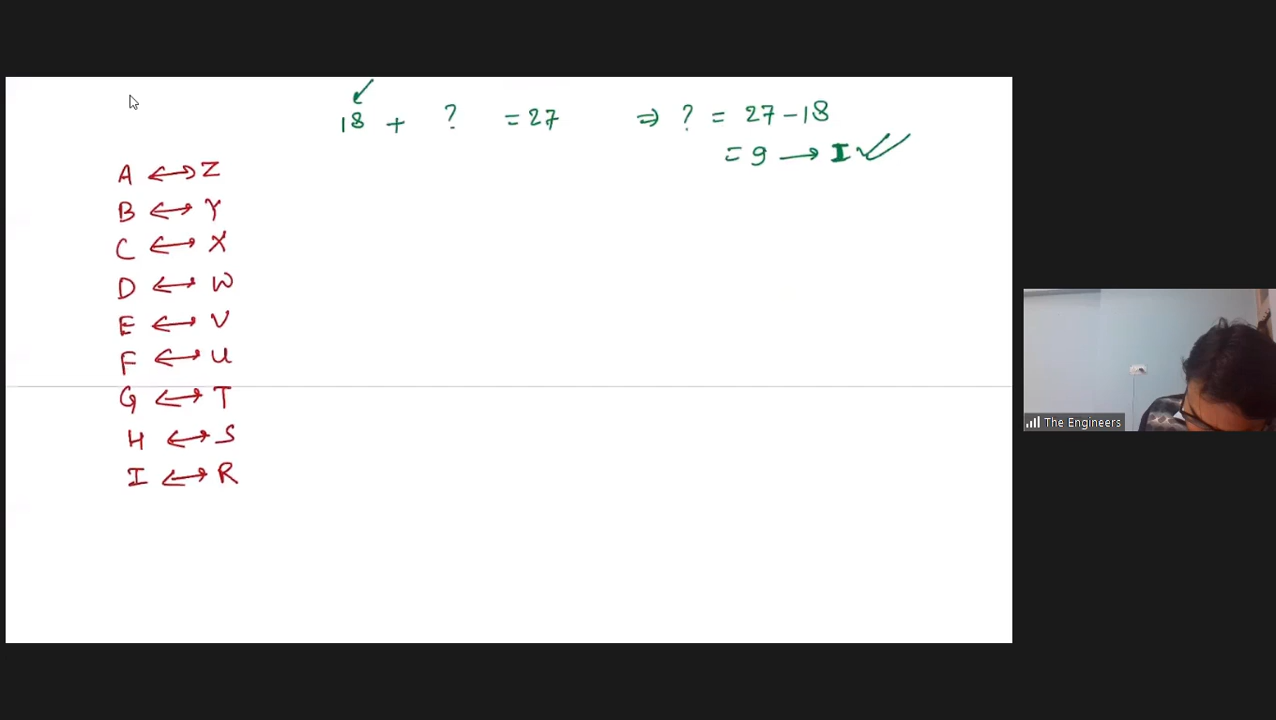 18 + ? = 27 ⇒ ? = 27 - 18
= 9 → I
A ↔ Z
B ↔ Y
C ↔ X
D ↔ W
E ↔ V
F ↔ U
G ↔ T
H ↔ S
I ↔ R
The Engineers